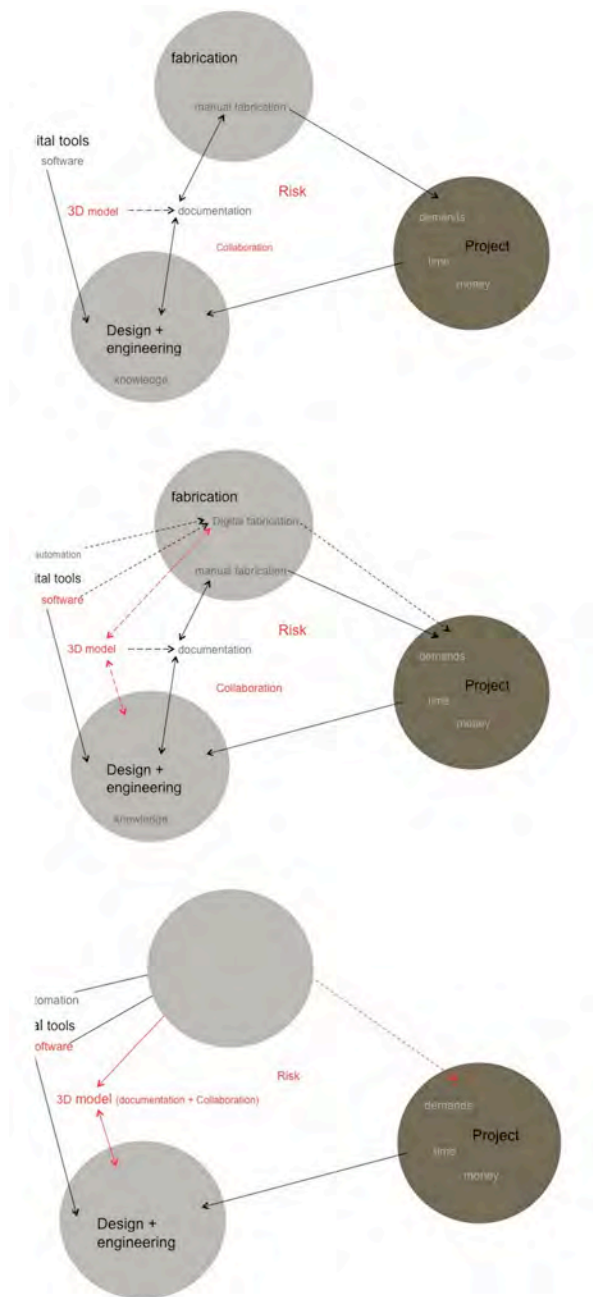 fabrication
manual fabrication
ital tools
software
3D model
documentation
Risk
Collaboration
demands
Project
time
money
Design +
engineering
knowledge
fabrication
Digital fabrication
automation
ital tools
manual fabrication
software
3D model
documentation
Risk
Collaboration
demands
Project
time
money
Design +
engineering
knowledge
tomation
al tools
oftware
Risk
3D model (documentation + Collaboration)
demands
Project
time
money
Design +
engineering